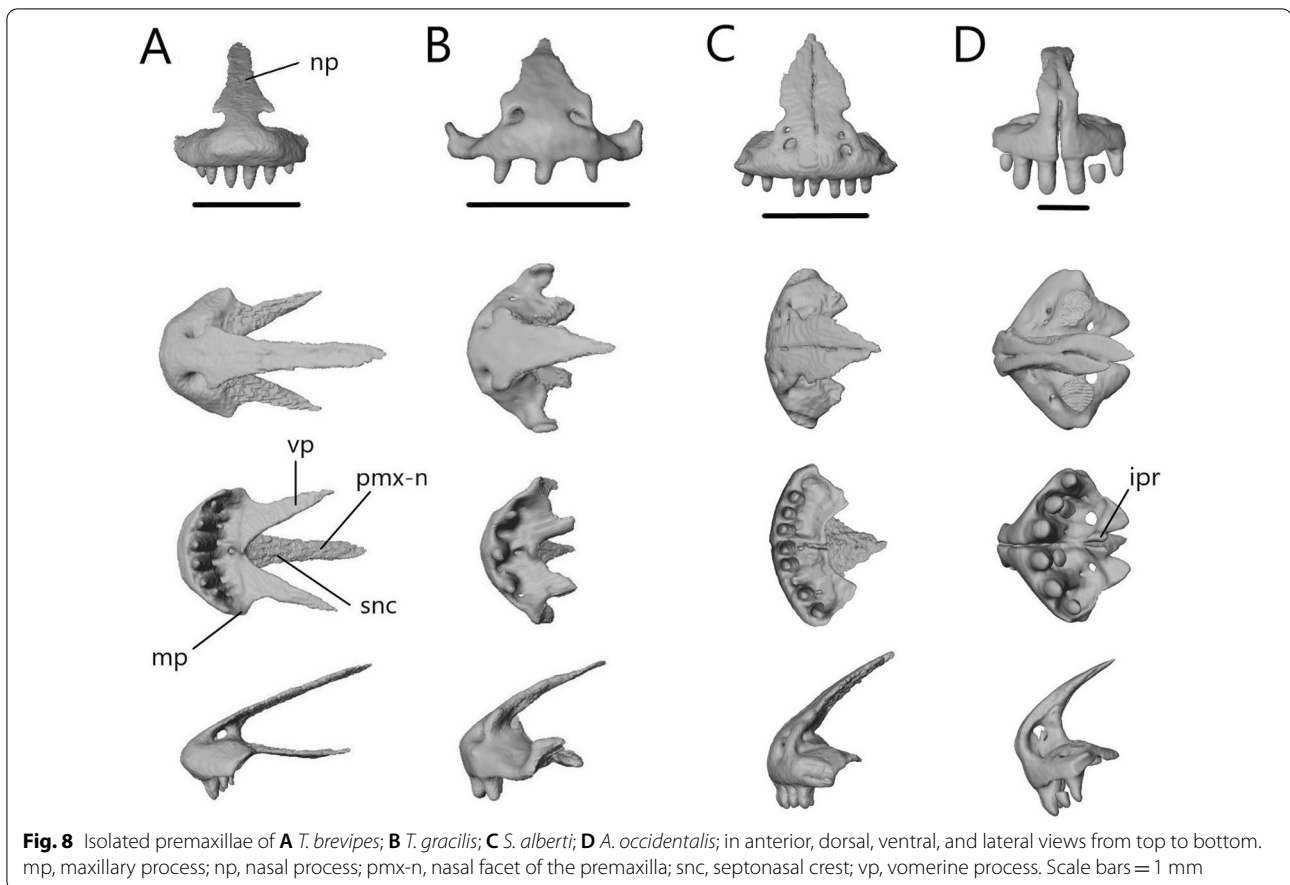 A
B
C
D
np
vp
pmx-n
ipr
snc
mp
Fig. 8 Isolated premaxillae of A T. brevipes; B T. gracilis; C S. alberti; D A. occidentalis; in anterior, dorsal, ventral, and lateral views from top to bottom.
mp, maxillary process; np, nasal process; pmx-n, nasal facet of the premaxilla; snc, septonasal crest; vp, vomerine process. Scale bars = 1 mm